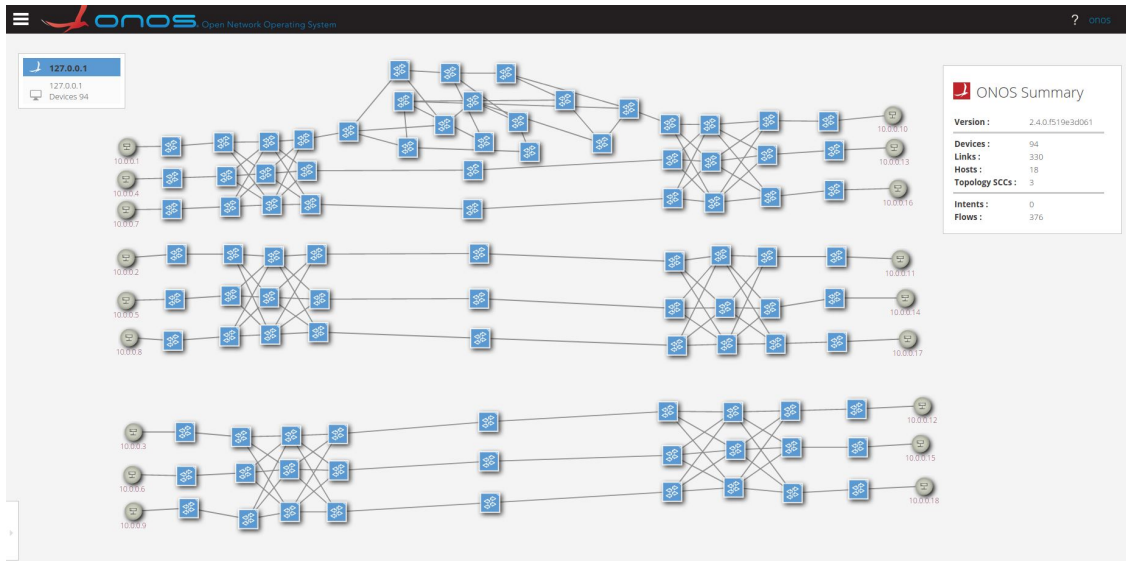 onos Open Network Operating System
? onos
127.0.0.1
127.0.0.1
Devices 94
ONOS Summary
Version : 2.4.0.f519e3d061
Devices : 94
Links : 330
Hosts : 18
Topology SCCs : 3
Intents : 0
Flows : 376
10.0.0.1
10.0.0.10
10.0.0.4
10.0.0.13
10.0.0.7
10.0.0.16
10.0.0.2
10.0.0.11
10.0.0.5
10.0.0.14
10.0.0.8
10.0.0.17
10.0.0.3
10.0.0.12
10.0.0.6
10.0.0.15
10.0.0.9
10.0.0.18